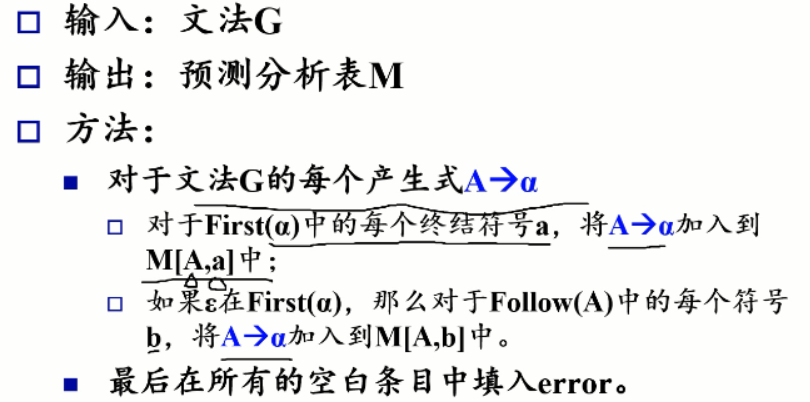 输入：文法G
输出：预测分析表M
方法：
对于文法G的每个产生式A→α
对于First(α)中的每个终结符号a，将A→α加入到
M[A,a]中；
如果ε在First(α)，那么对于Follow(A)中的每个符号
b，将A→α加入到M[A,b]中。
最后在所有的空白条目中填入error。